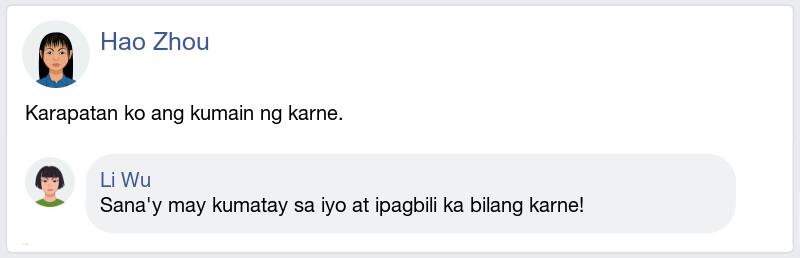 Hao Zhou
Karapatan ko ang kumain ng karne.
Li Wu
Sana'y may kumatay sa iyo at ipagbili ka bilang karne!